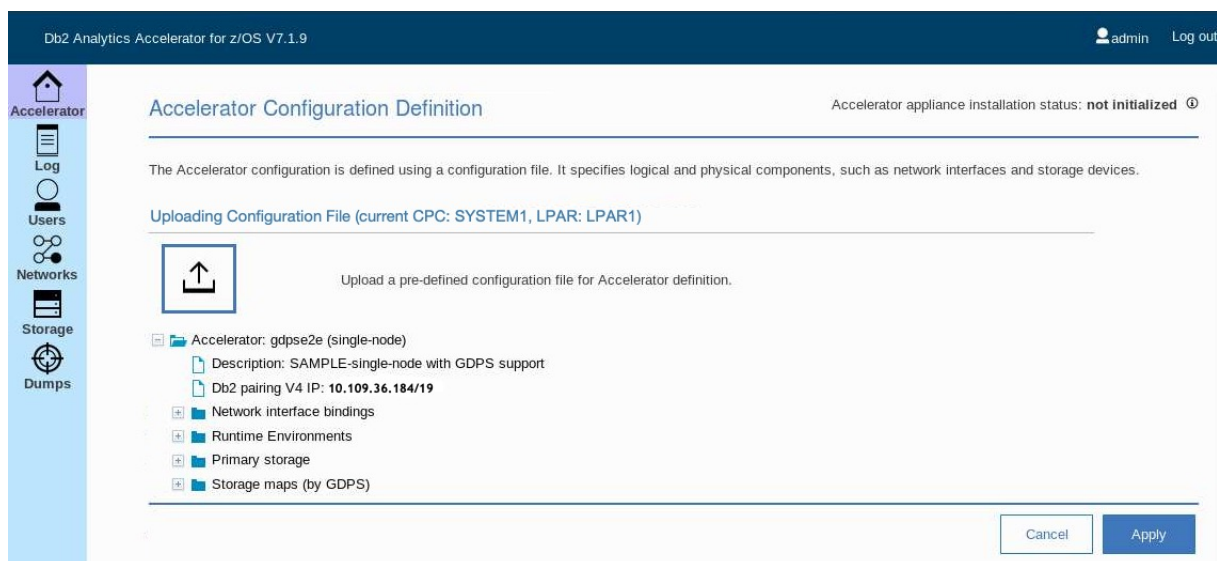 Db2 Analytics Accelerator for z/OS V7.1.9
admin
Log out
Accelerator
Log
Users
Networks
Storage
Dumps
Accelerator Configuration Definition
Accelerator appliance installation status: not initialized
The Accelerator configuration is defined using a configuration file. It specifies logical and physical components, such as network interfaces and storage devices.
Uploading Configuration File (current CPC: SYSTEM1, LPAR: LPAR1)
Upload a pre-defined configuration file for Accelerator definition.
Accelerator: gdpse2e (single-node)
Description: SAMPLE-single-node with GDPS support
Db2 pairing V4 IP: 10.109.36.184/19
Network interface bindings
Runtime Environments
Primary storage
Storage maps (by GDPS)
Cancel
Apply